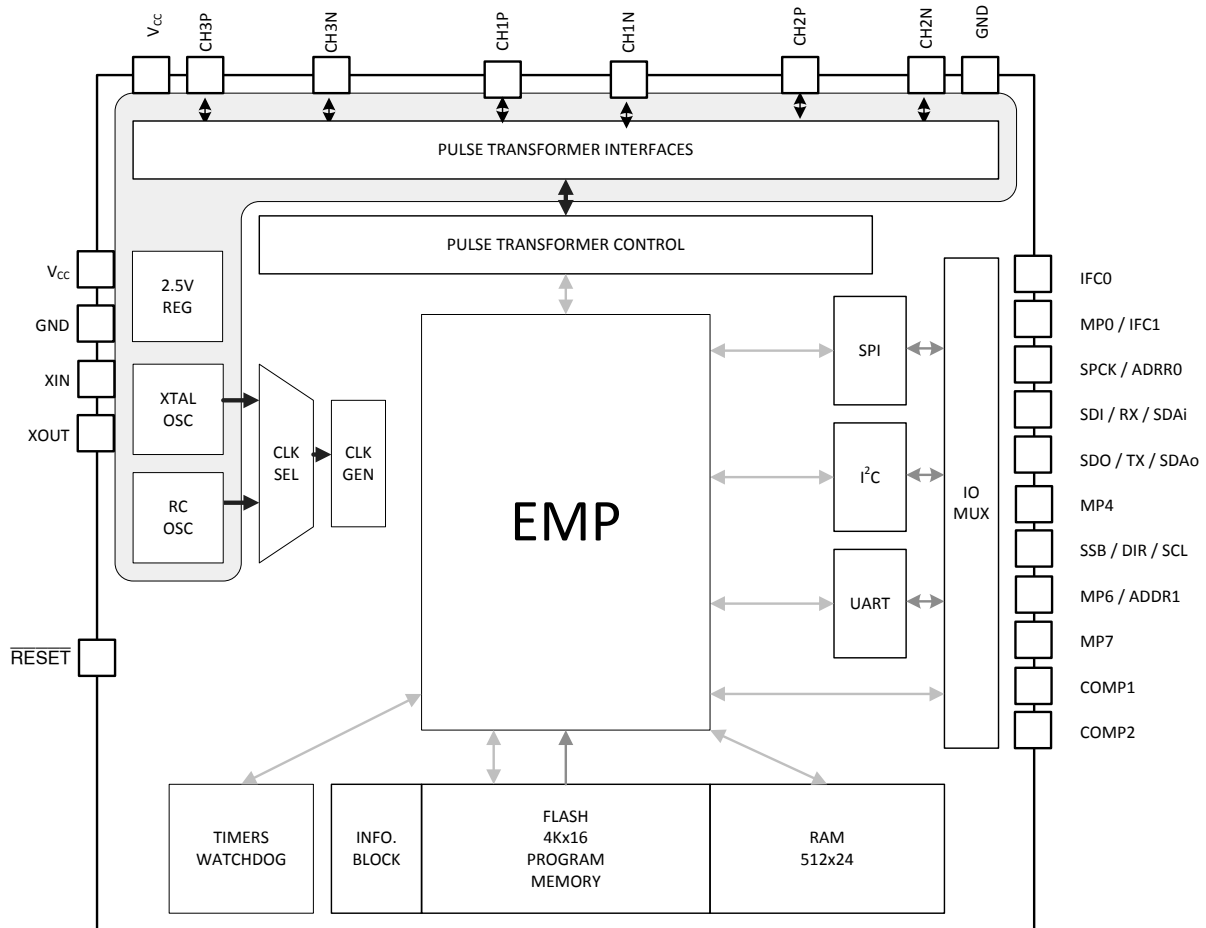 VCC
CH3P
CH3N
CH1P
CH1N
CH2P
CH2N
GND
PULSE TRANSFORMER INTERFACES
PULSE TRANSFORMER CONTROL
VCC
GND
XIN
XOUT
RESET
2.5V
REG
XTAL
OSC
RC
OSC
CLK
SEL
CLK
GEN
EMP
SPI
I²C
UART
IO
MUX
IFC0
MP0 / IFC1
SPCK / ADRR0
SDI / RX / SDAi
SDO / TX / SDAo
MP4
SSB / DIR / SCL
MP6 / ADDR1
MP7
COMP1
COMP2
TIMERS
WATCHDOG
INFO.
BLOCK
FLASH
4Kx16
PROGRAM
MEMORY
RAM
512x24